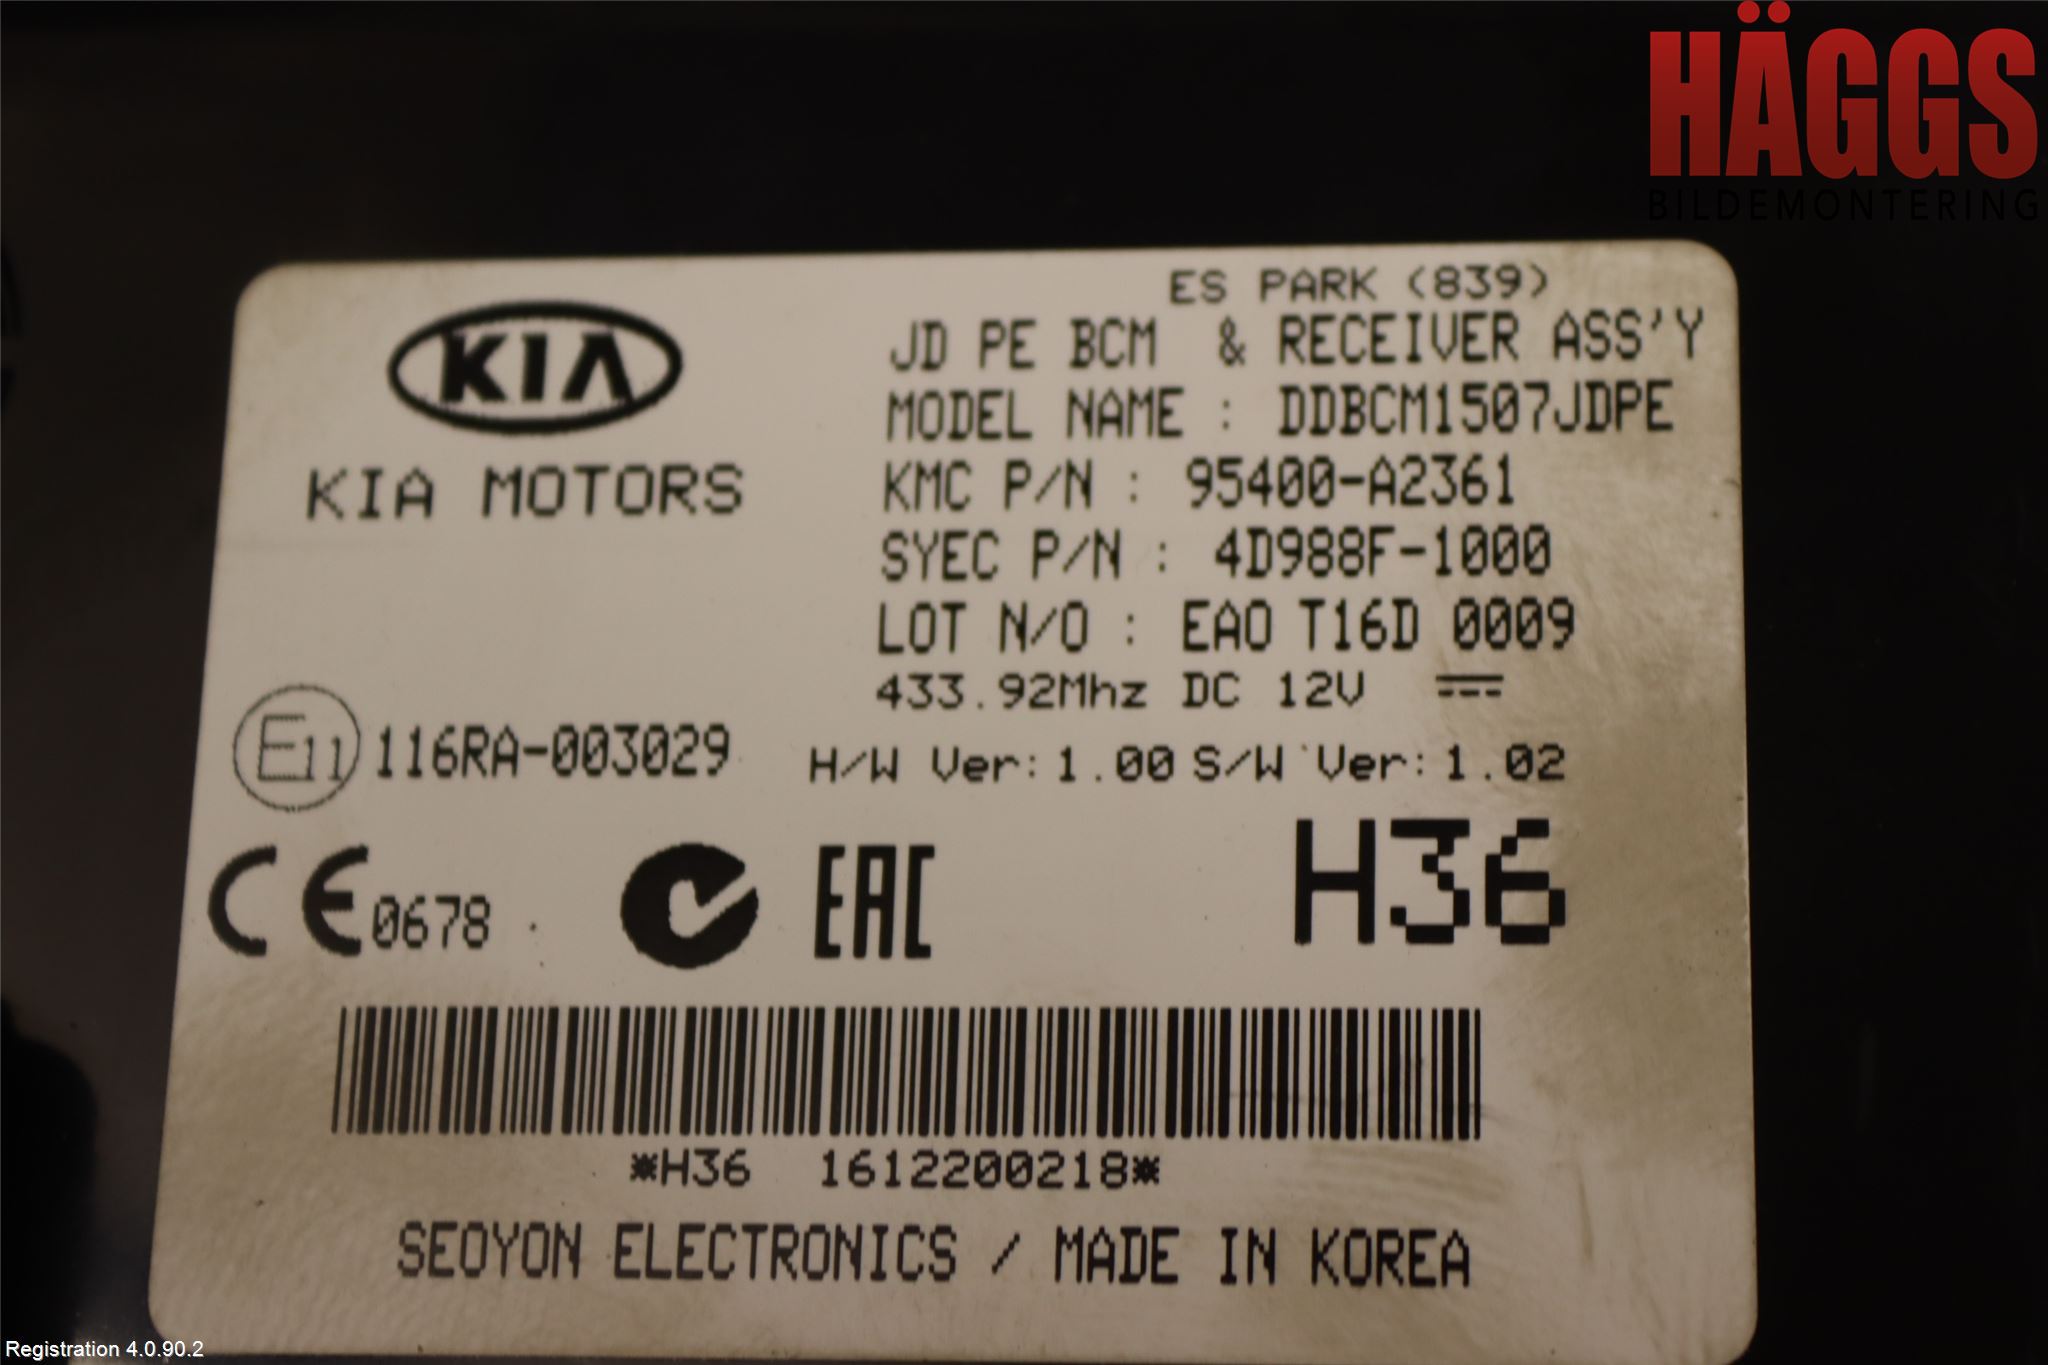 HÄGGS
BILDEMONTERING
ES PARK (839)
KIA
JD PE BCM & RECEIVER ASS'Y
MODEL NAME : DDBCM1507JDPE
KIA MOTORS
KMC P/N : 95400-A2361
SYEC P/N : 4D988F-1000
LOT N/O : EAO T16D 0009
433.92Mhz DC 12V
E11 116RA-003029
H/W Ver:1.00 S/W Ver:1.02
CE 0678 EAC H36
*H36 1612200218*
SEOYON ELECTRONICS / MADE IN KOREA
Registration 4.0.90.2